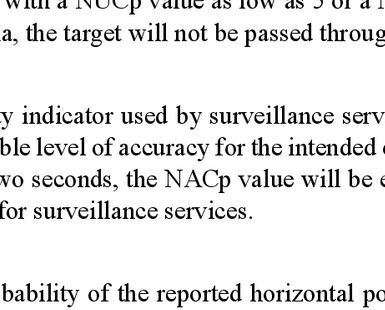 with a NUCp value as low as 5 or a
a, the target will not be passed throug
y indicator used by surveillance serv
ble level of accuracy for the intended
wo seconds, the NACp value will be e
for surveillance services.
bability of the reported horizontal po